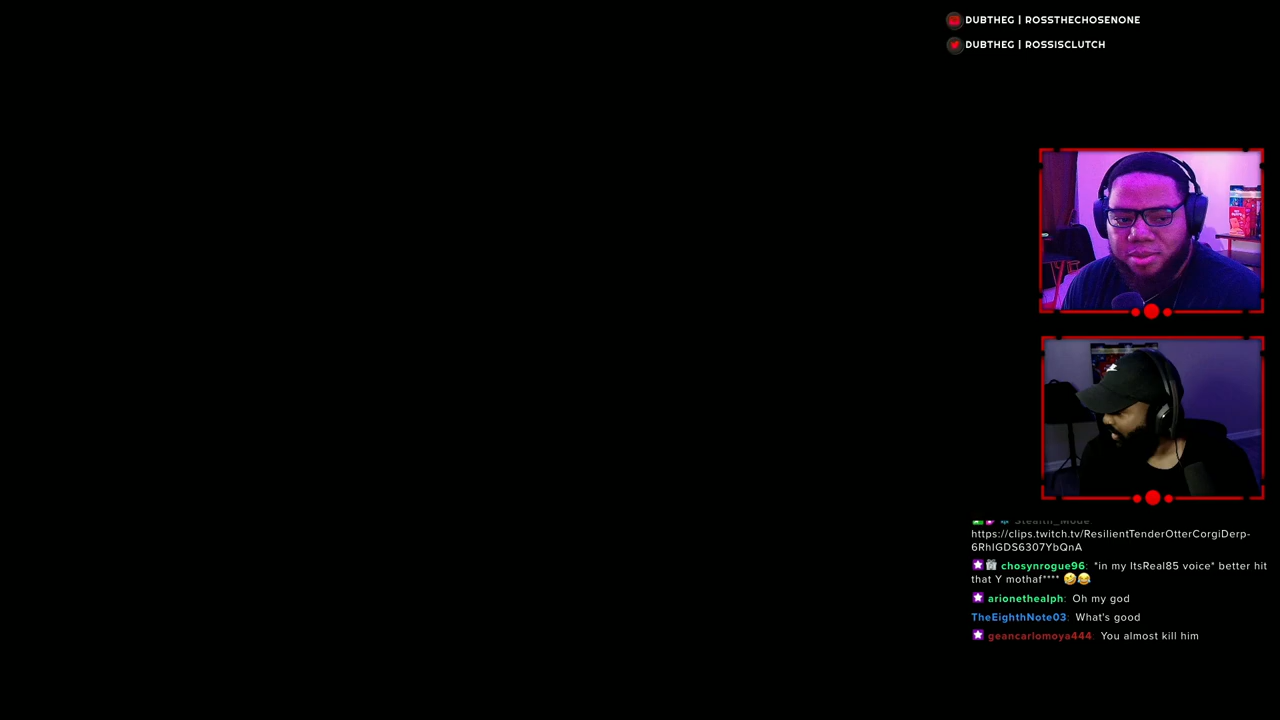 DUBTHEG | ROSSTHECHOSENONE
DUBTHEG | ROSSISCLUTCH
Stealth_Mode
https://clips.twitch.tv/ResilientTenderOtterCorgiDerp-
6RhIGDS6307YbQnA
chosynrogue96: *in my ItsReal85 voice* better hit
that Y mothaf**** 🤣😂
arionethealph: Oh my god
TheEighthNote03: What's good
geancarlomoya444: You almost kill him